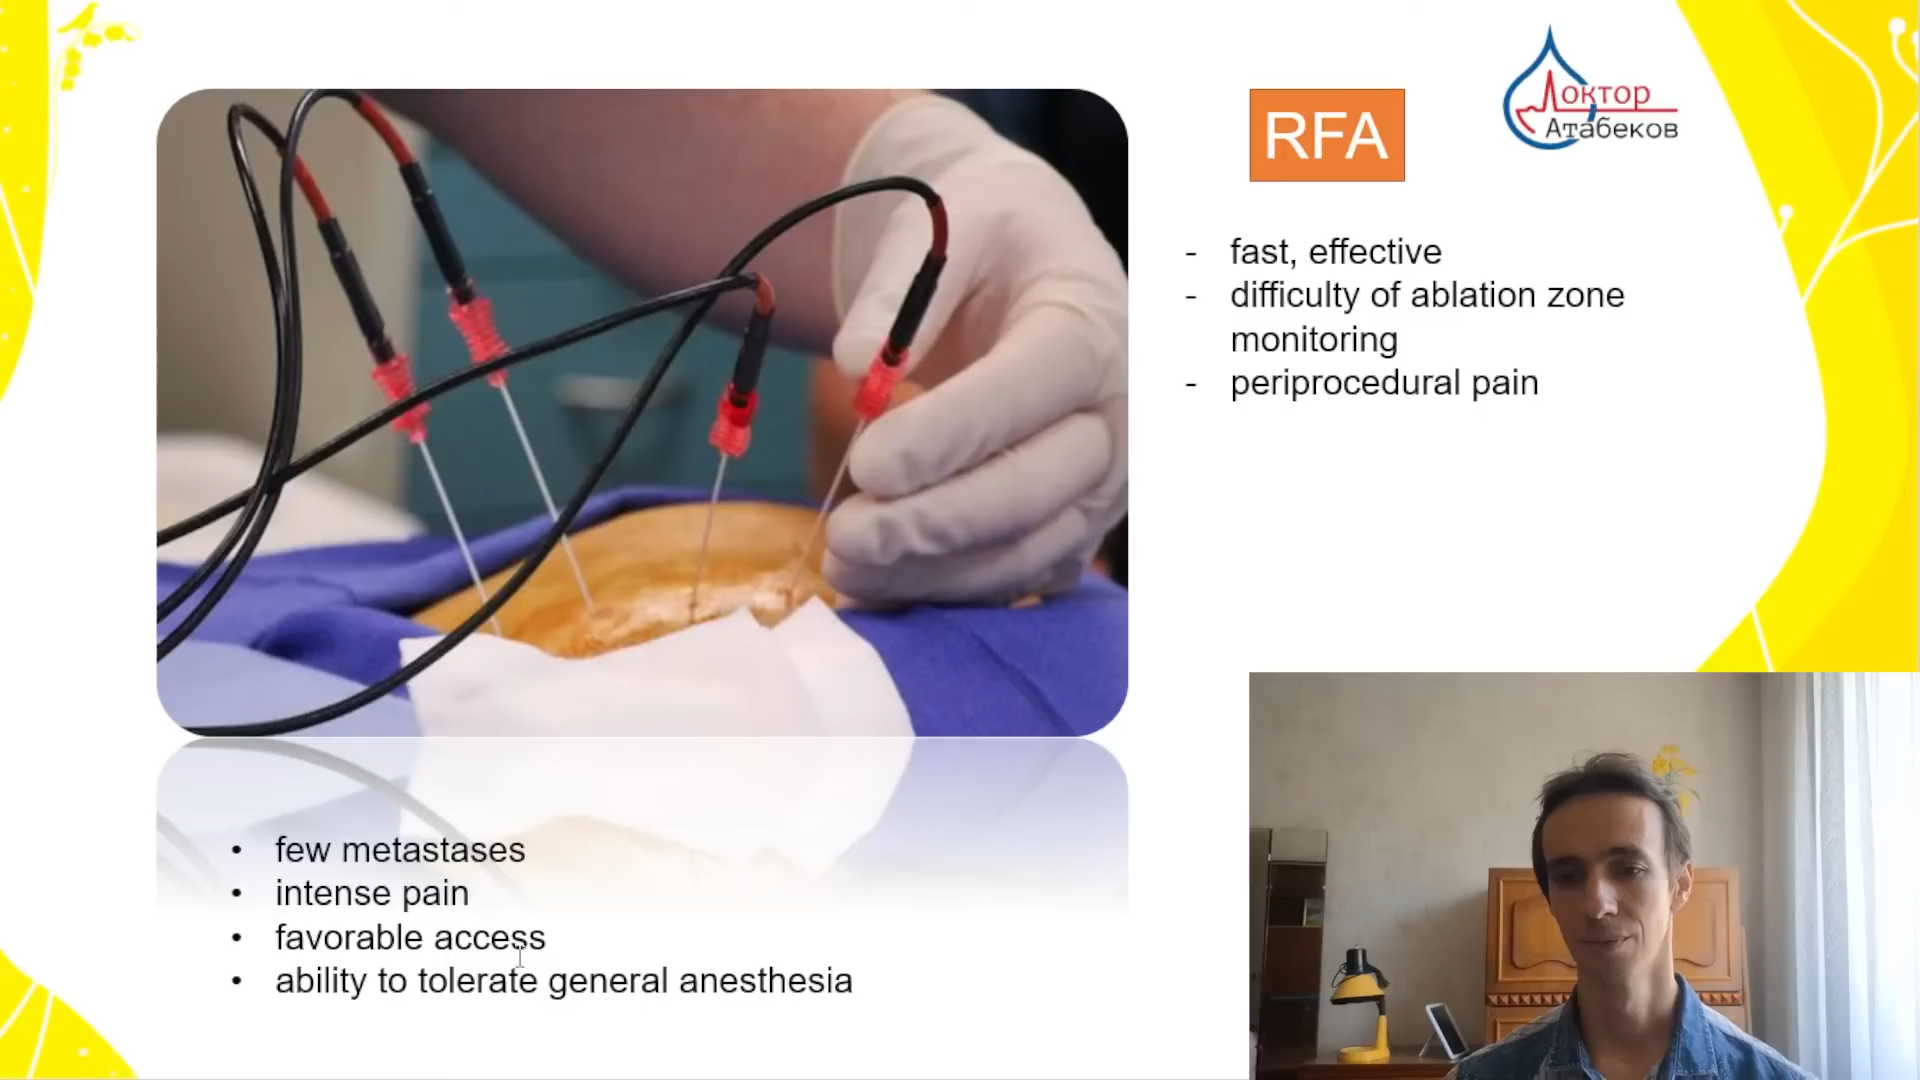 RFA
Доктор
Атабеков
- fast, effective
- difficulty of ablation zone
monitoring
- periprocedural pain
• few metastases
• intense pain
• favorable access
• ability to tolerate general anesthesia